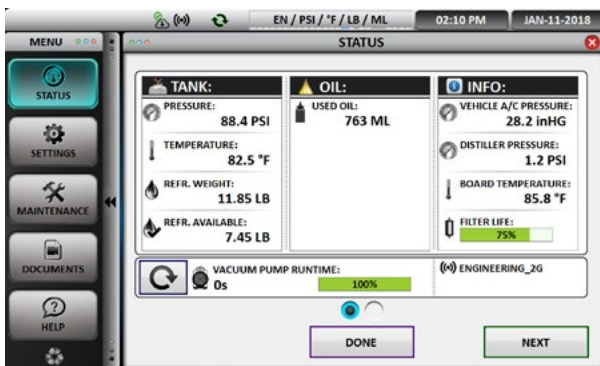 EN / PSI / °F / LB / ML 02:10 PM JAN-11-2018
MENU
STATUS
STATUS
SETTINGS
MAINTENANCE
DOCUMENTS
HELP
TANK:
PRESSURE:
88.4 PSI
TEMPERATURE:
82.5 °F
REFR. WEIGHT:
11.85 LB
REFR. AVAILABLE:
7.45 LB
OIL:
USED OIL:
763 ML
INFO:
VEHICLE A/C PRESSURE:
28.2 inHG
DISTILLER PRESSURE:
1.2 PSI
BOARD TEMPERATURE:
85.8 °F
FILTER LIFE:
75%
VACUUM PUMP RUNTIME:
0s 100%
ENGINEERING_2G
DONE
NEXT